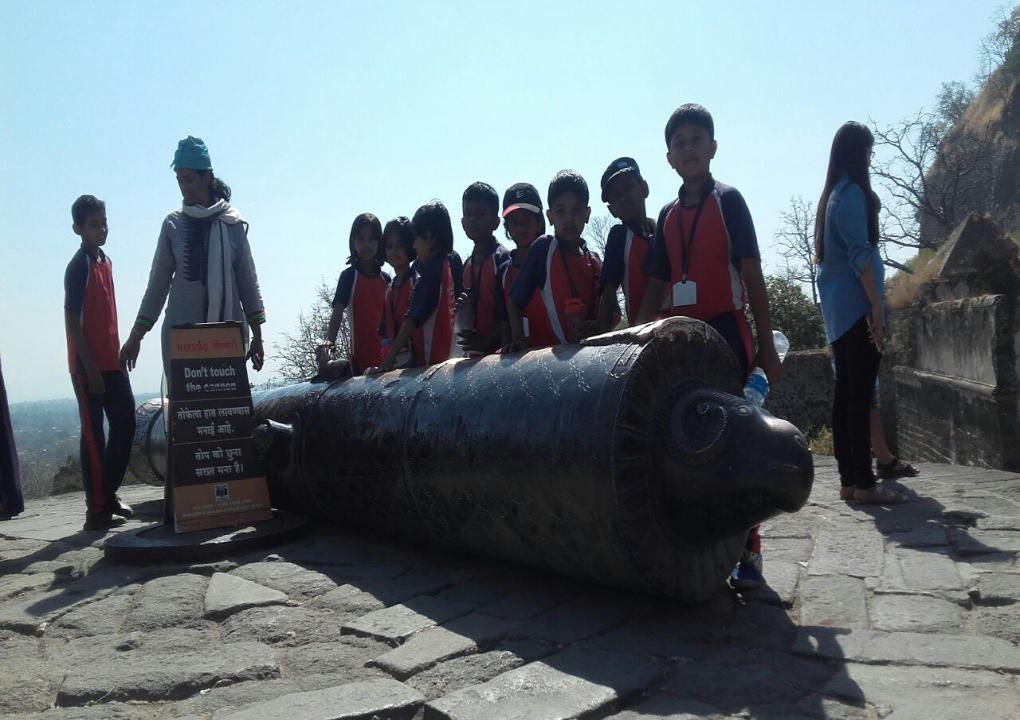 Don't touch
the cannon
तोफेला हात लावण्यास
मनाई आहे.
तोप को छुना
सख्त मना है।